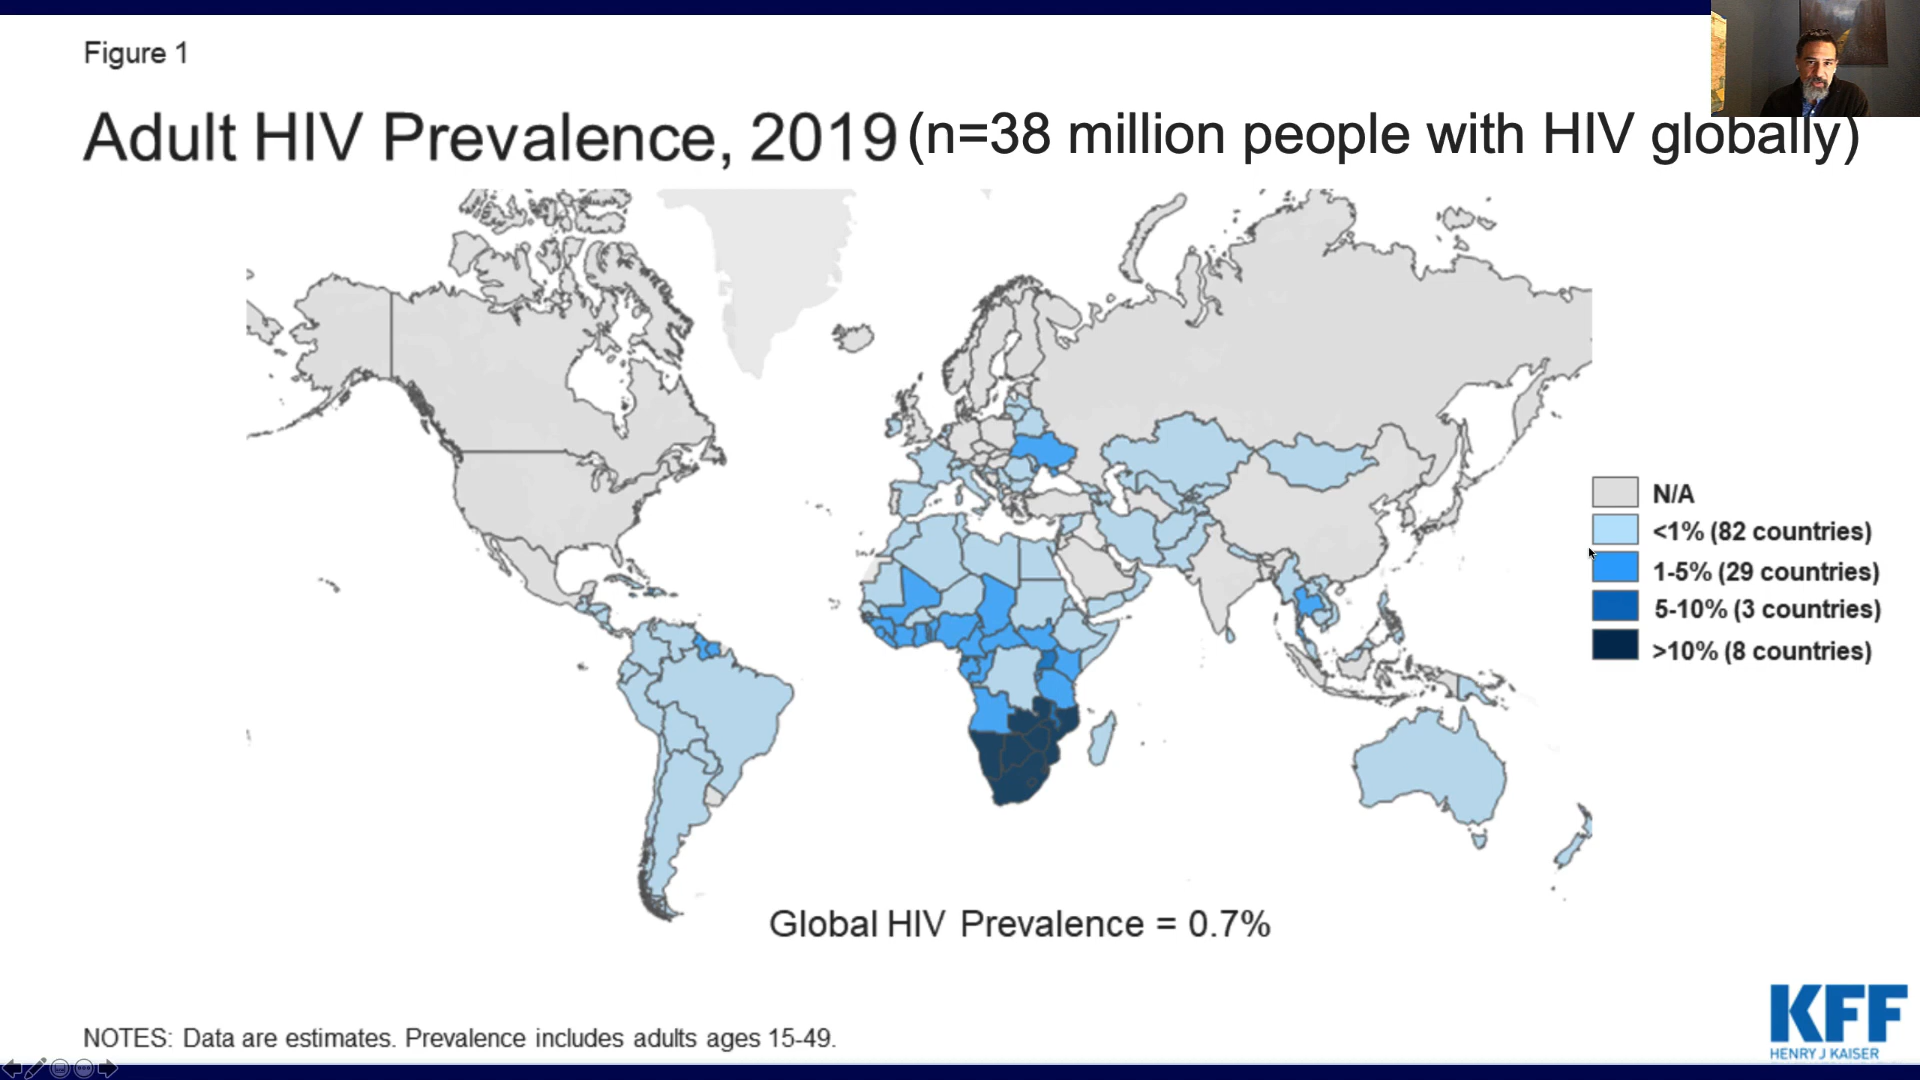 Figure 1
Adult HIV Prevalence, 2019 (n=38 million people with HIV globally)
N/A
<1% (82 countries)
1-5% (29 countries)
5-10% (3 countries)
>10% (8 countries)
Global HIV Prevalence = 0.7%
NOTES: Data are estimates. Prevalence includes adults ages 15-49.
KFF
HENRY J KAISER